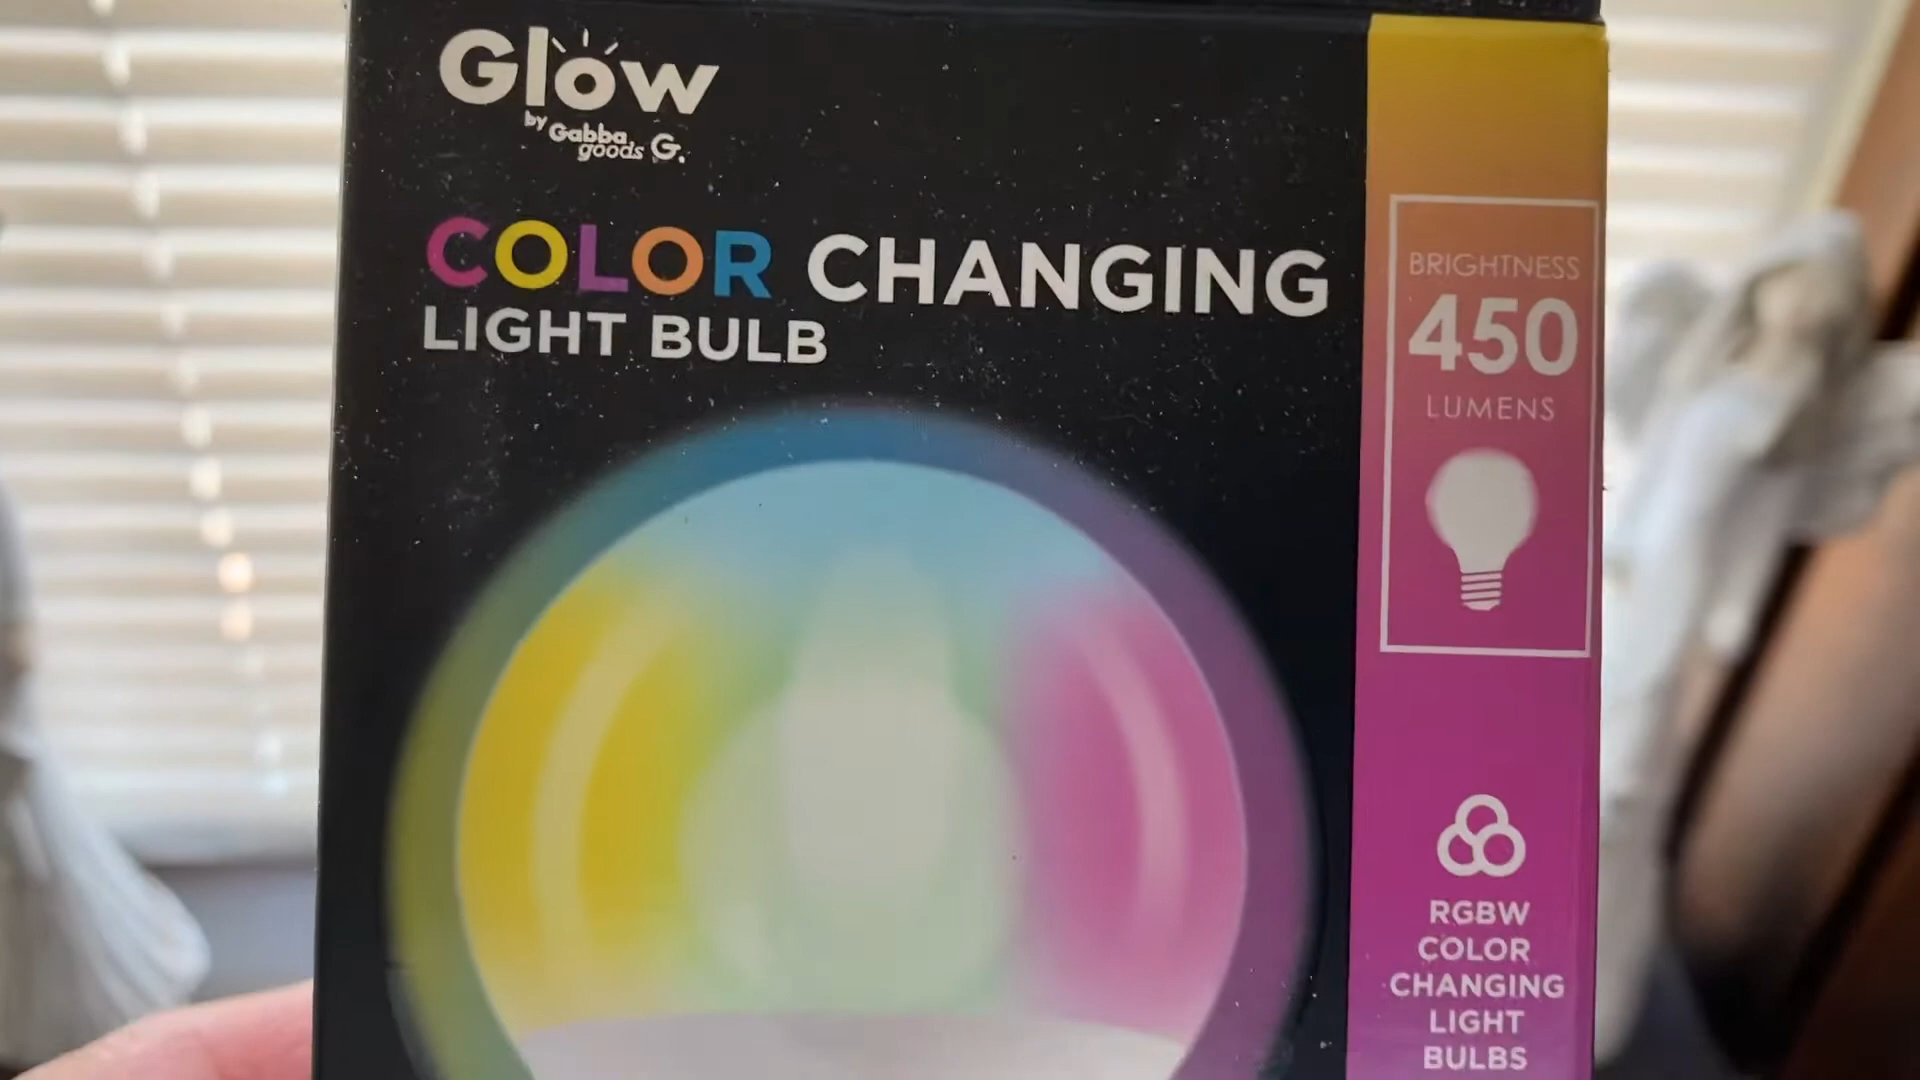 Glow
by Gabba
goods G.
COLOR CHANGING
LIGHT BULB
BRIGHTNESS
450
LUMENS
RGBW
COLOR
CHANGING
LIGHT
BULBS